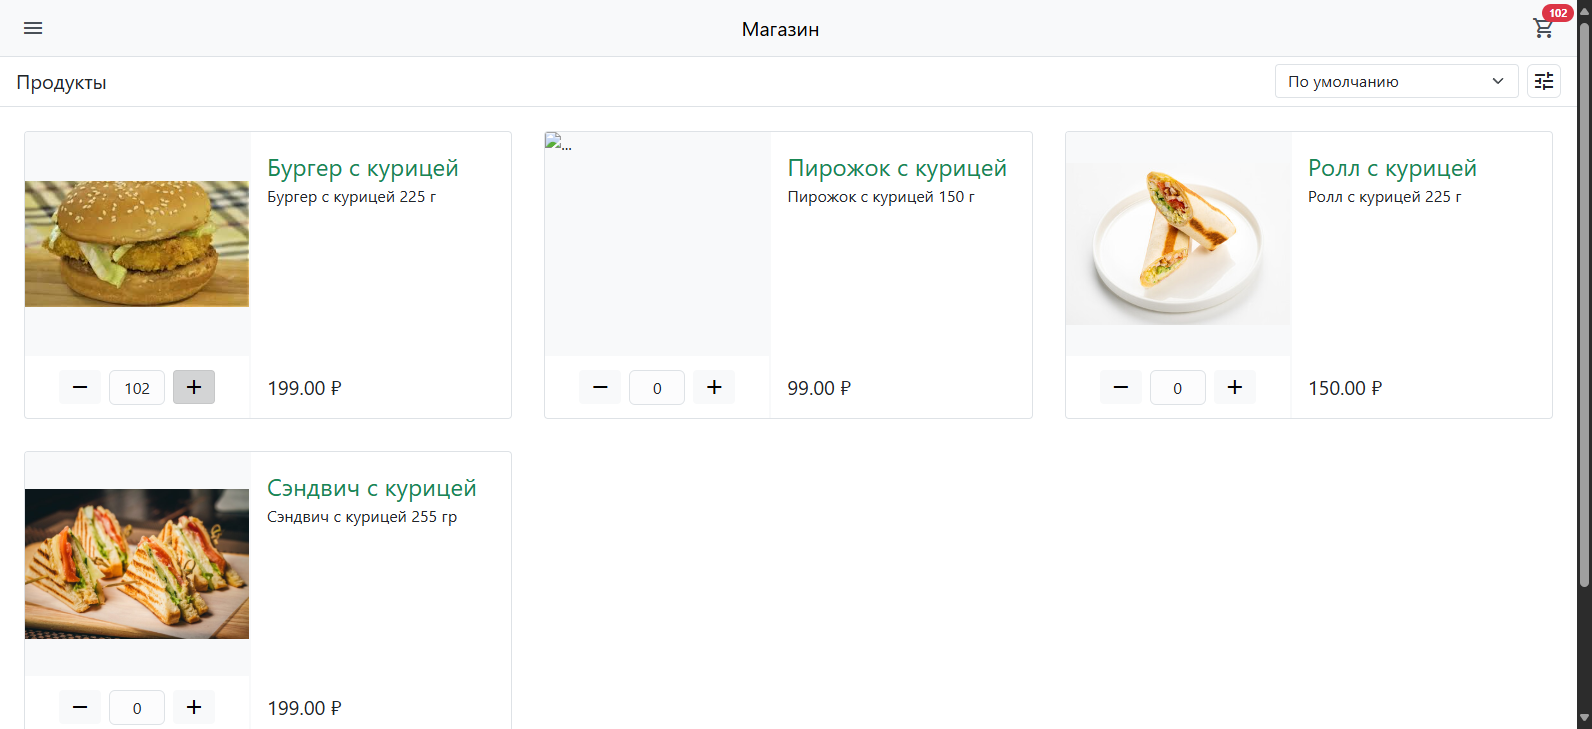 Магазин
102
Продукты
По умолчанию
Бургер с курицей
Бургер с курицей 225 г
102
199.00 ₽
...
Пирожок с курицей
Пирожок с курицей 150 г
0
99.00 ₽
Ролл с курицей
Ролл с курицей 225 г
0
150.00 ₽
Сэндвич с курицей
Сэндвич с курицей 255 гр
0
199.00 ₽